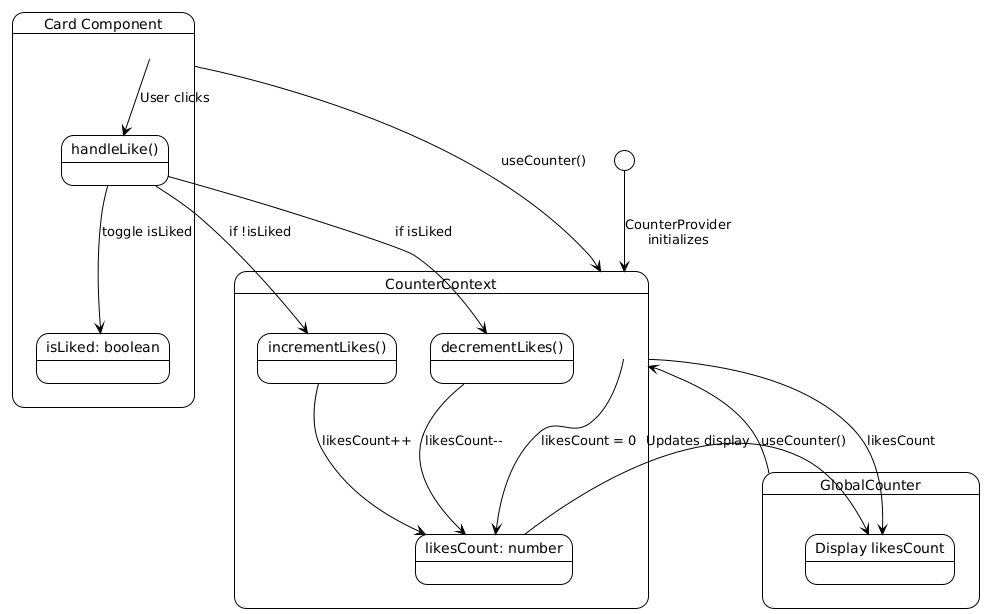 Card Component
User clicks
handleLike()
useCounter()
CounterProvider
initializes
toggle isLiked
if !isLiked
if isLiked
CounterContext
isLiked: boolean
incrementLikes()
decrementLikes()
likesCount++
likesCount--
likesCount = 0
Updates display
useCounter()
likesCount
GlobalCounter
likesCount: number
Display likesCount